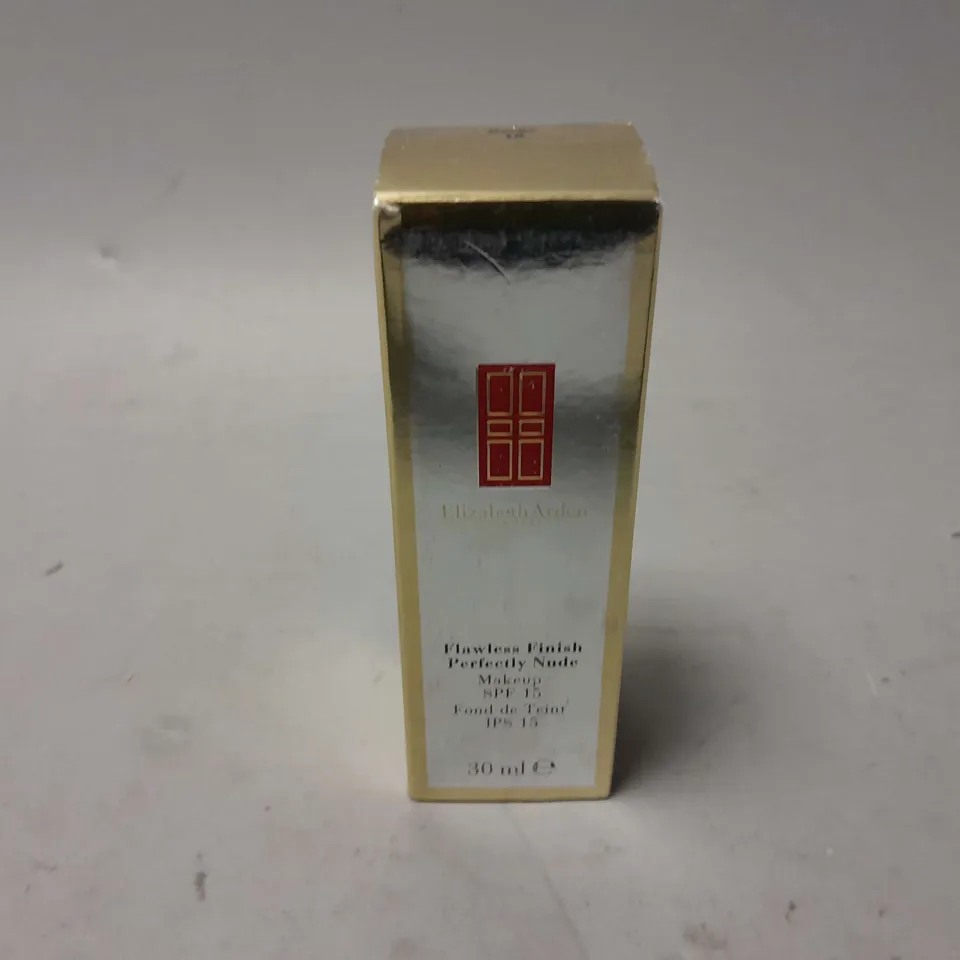 Elizabeth Arden
Flawless Finish
Perfectly Nude
Makeup
SPF 15
Fond de Teint
IPS 15
30 ml ℮